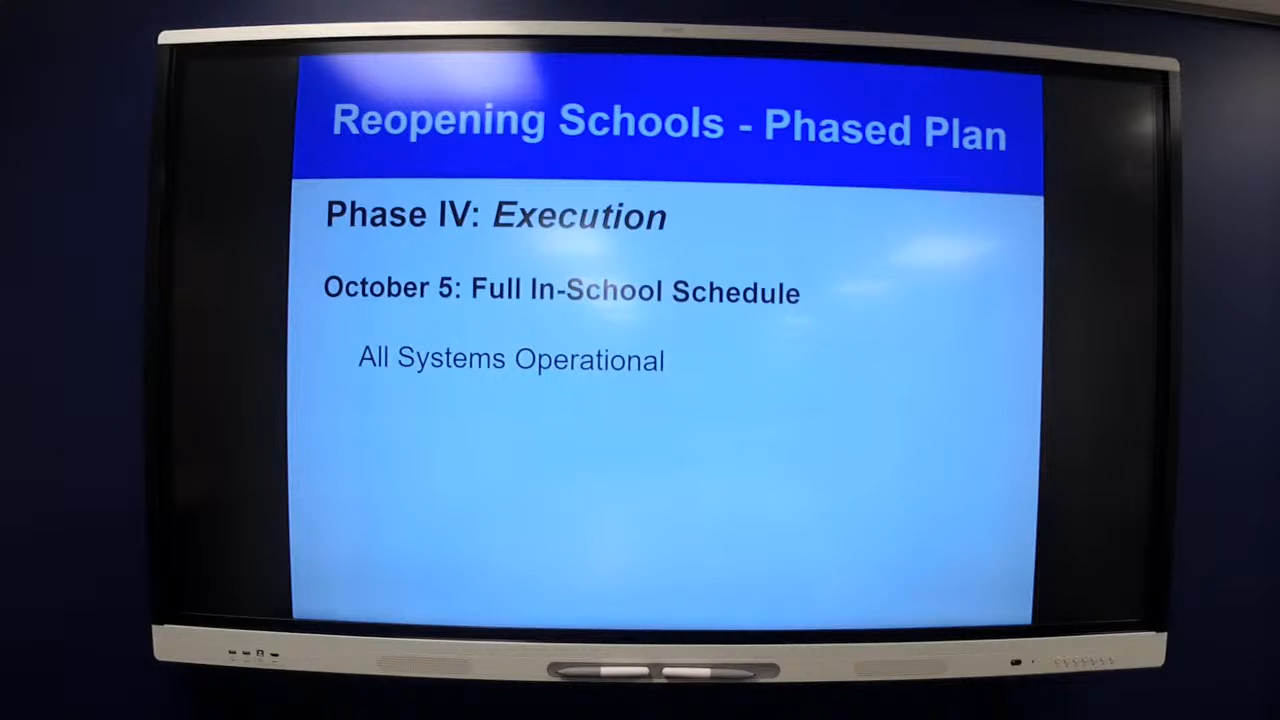 Reopening Schools - Phased Plan
Phase IV: Execution
October 5: Full In-School Schedule
All Systems Operational